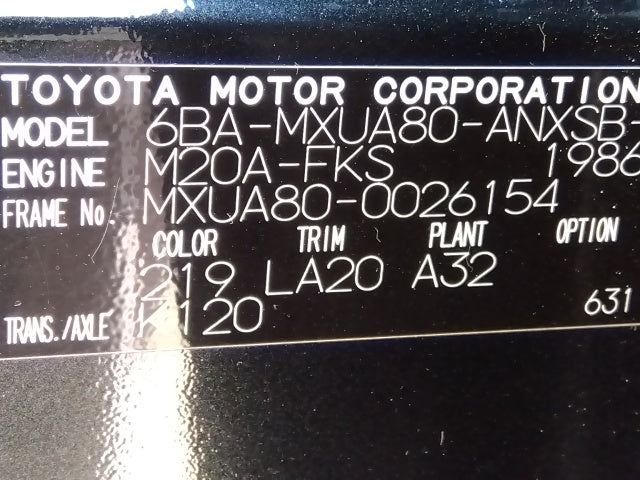 TOYOTA MOTOR CORPORATION
MODEL 6BA-MXUA80-ANXSB-
ENGINE M20A-FKS 1986
FRAME No. MXUA80-0026154
COLOR TRIM PLANT OPTION
219 LA20 A32
TRANS./AXLE K120 631